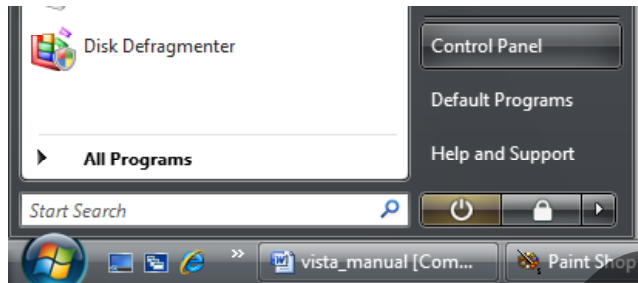 Disk Defragmenter
Control Panel
Default Programs
All Programs
Help and Support
Start Search
» vista_manual [Com... Paint Shop